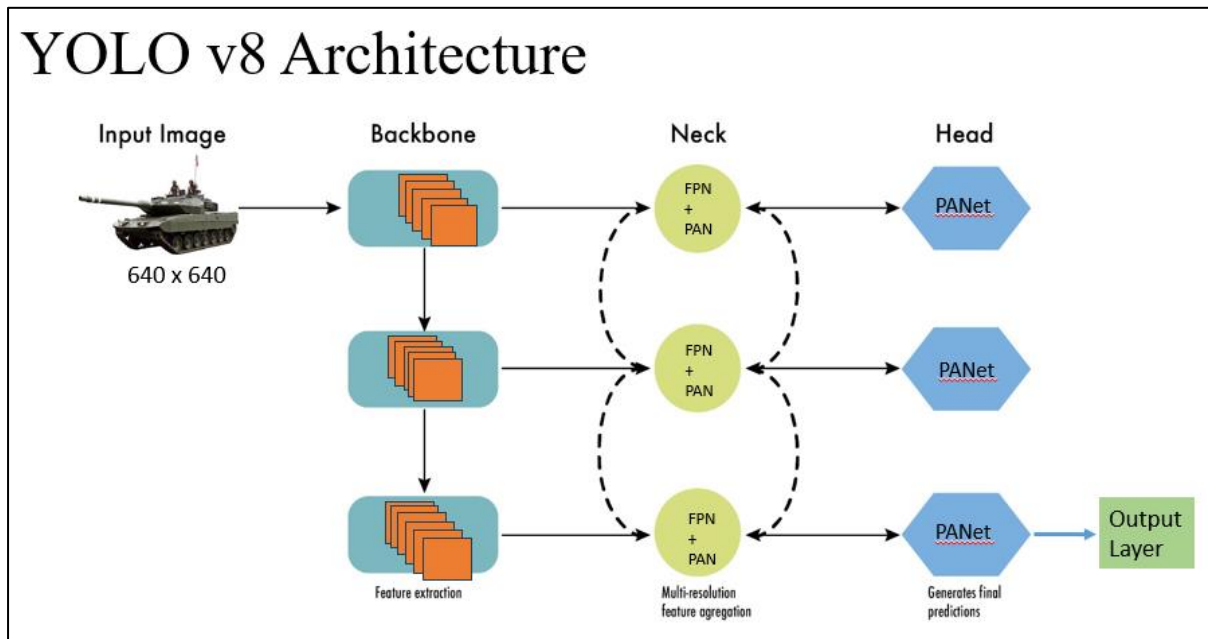 YOLO v8 Architecture
Input Image
Backbone
Neck
Head
640 x 640
FPN
+
PAN
PANet
FPN
+
PAN
PANet
FPN
+
PAN
PANet
Output
Layer
Feature extraction
Multi-resolution
feature agregation
Generates final
predictions